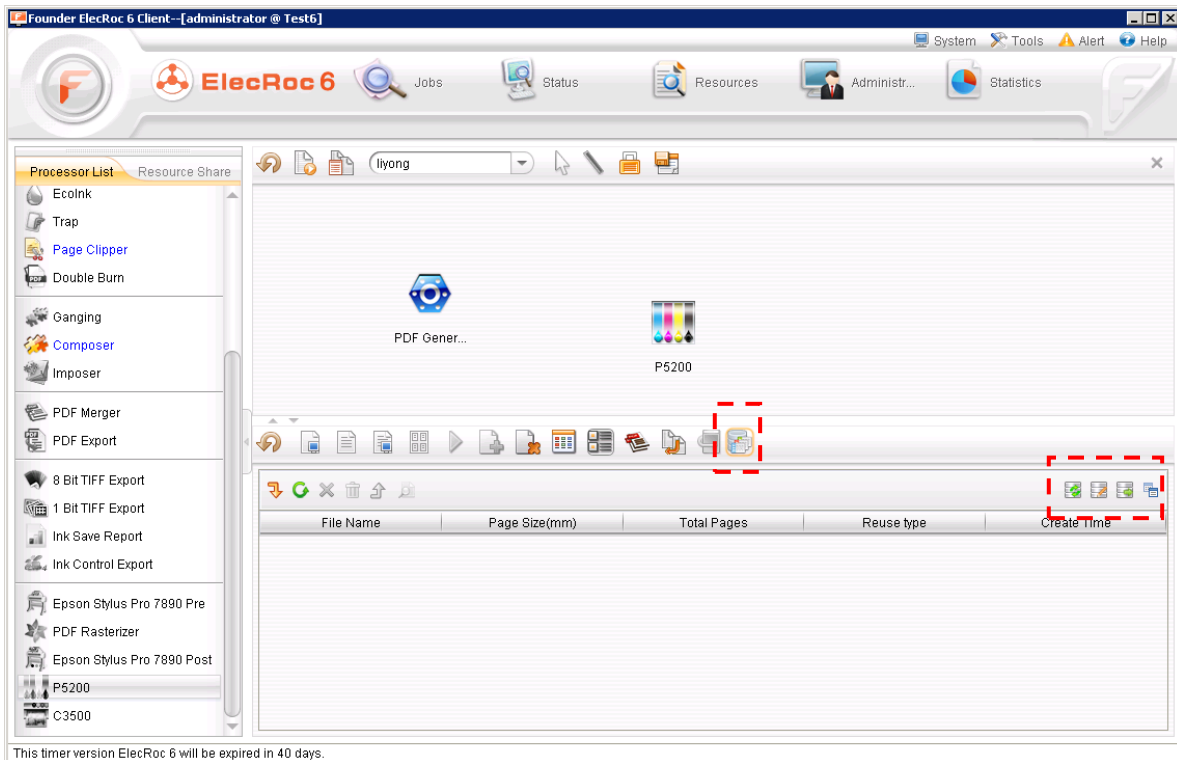 Founder ElecRoc 6 Client--[administrator @ Test6]
System Tools Alert Help
ElecRoc 6 Jobs Status Resources Administr... Statistics
Processor List Resource Share
liyong
EcoInk
Trap
Page Clipper
Double Burn
Ganging
Composer
Imposer
PDF Merger
PDF Export
8 Bit TIFF Export
1 Bit TIFF Export
Ink Save Report
Ink Control Export
Epson Stylus Pro 7890 Pre
PDF Rasterizer
Epson Stylus Pro 7890 Post
P5200
C3500
PDF Gener...
P5200
File Name Page Size(mm) Total Pages Reuse type Create Time
This timer version ElecRoc 6 will be expired in 40 days.